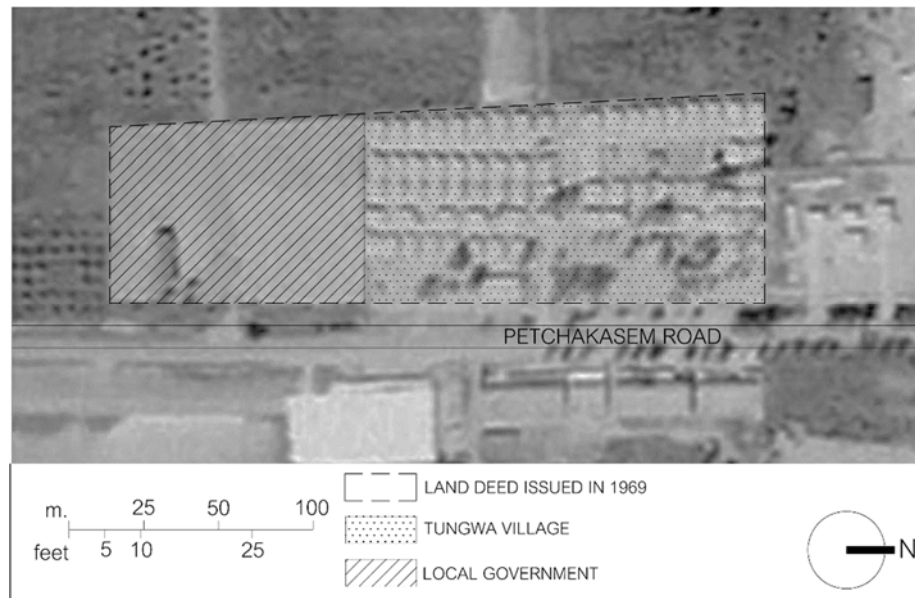 PETCHAKASEM ROAD
m. 25 50 100
feet 5 10 25
LAND DEED ISSUED IN 1969
TUNGWA VILLAGE
LOCAL GOVERNMENT
N